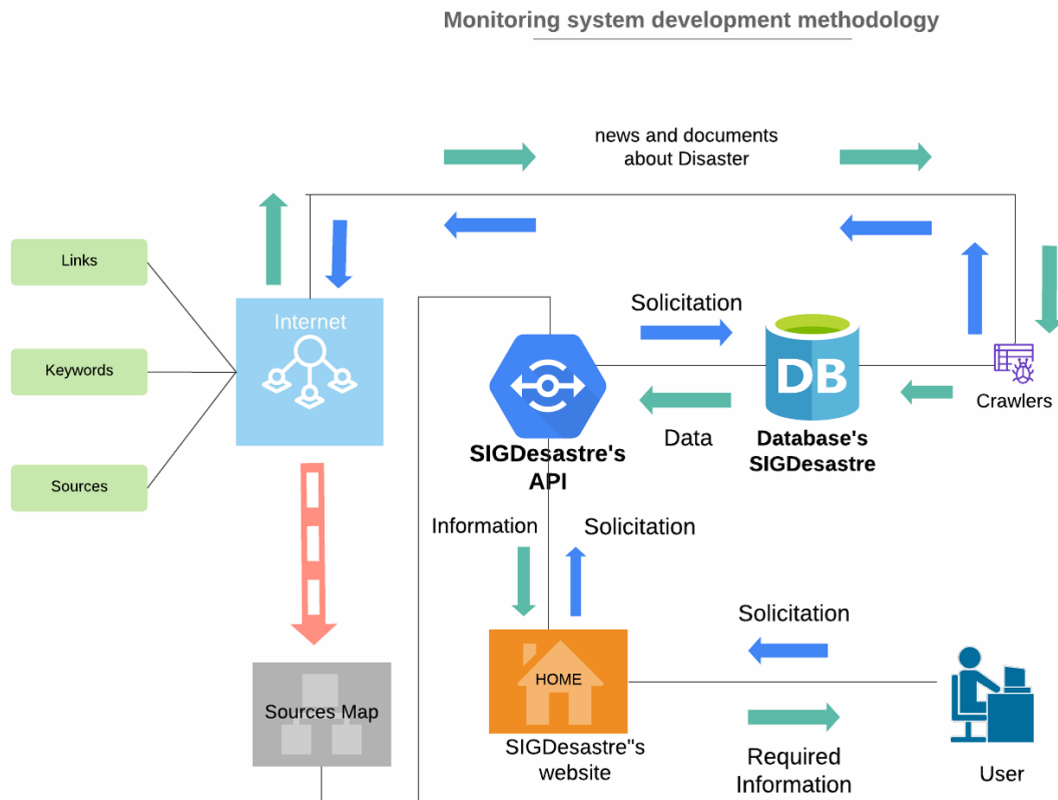 Monitoring system development methodology
news and documents
about Disaster
Links
Internet
Solicitation
Keywords
DB
Crawlers
Data
Database's
SIGDesastre
SIGDesastre's
API
Sources
Information
Solicitation
Solicitation
HOME
Sources Map
SIGDesastre"s
website
Required
Information
User